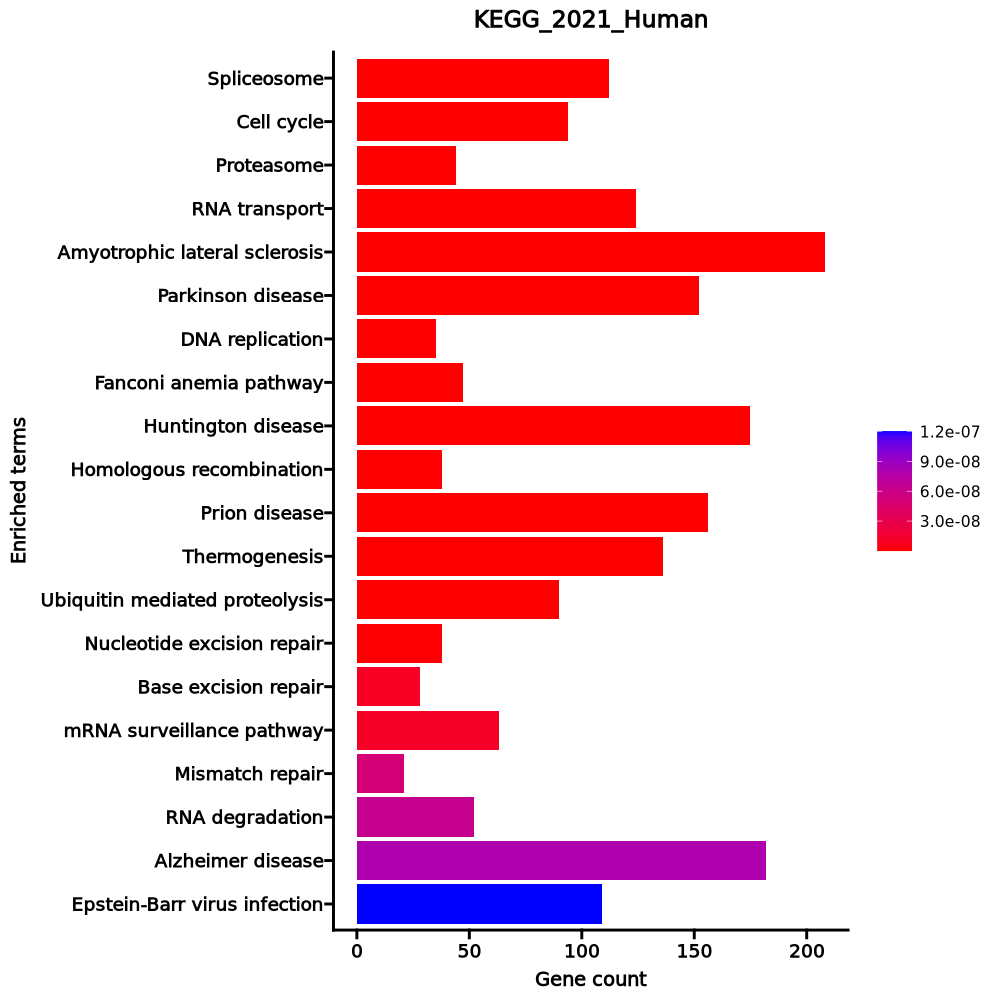 KEGG_2021_Human
Spliceosome
Cell cycle
Proteasome
RNA transport
Amyotrophic lateral sclerosis
Parkinson disease
DNA replication
Fanconi anemia pathway
Huntington disease
Homologous recombination
Prion disease
Thermogenesis
Ubiquitin mediated proteolysis
Nucleotide excision repair
Base excision repair
mRNA surveillance pathway
Mismatch repair
RNA degradation
Alzheimer disease
Epstein-Barr virus infection
Enriched terms
0 50 100 150 200
Gene count
1.2e-07
9.0e-08
6.0e-08
3.0e-08